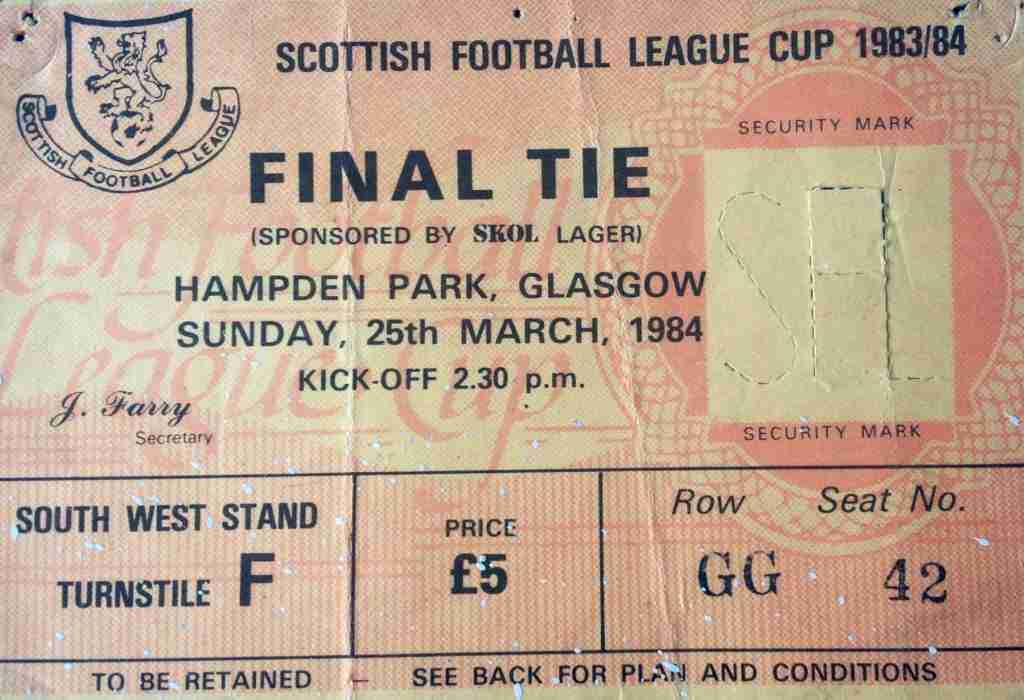 SCOTTISH FOOTBALL LEAGUE
SCOTTISH FOOTBALL LEAGUE CUP 1983/84
FINAL TIE
(SPONSORED BY SKOL LAGER)
HAMPDEN PARK, GLASGOW
SUNDAY, 25th MARCH, 1984
KICK-OFF 2.30 p.m.
J. Farry
Secretary
SECURITY MARK
SFL
SECURITY MARK
SOUTH WEST STAND
TURNSTILE F
PRICE
£5
Row Seat No.
GG 42
TO BE RETAINED – SEE BACK FOR PLAN AND CONDITIONS